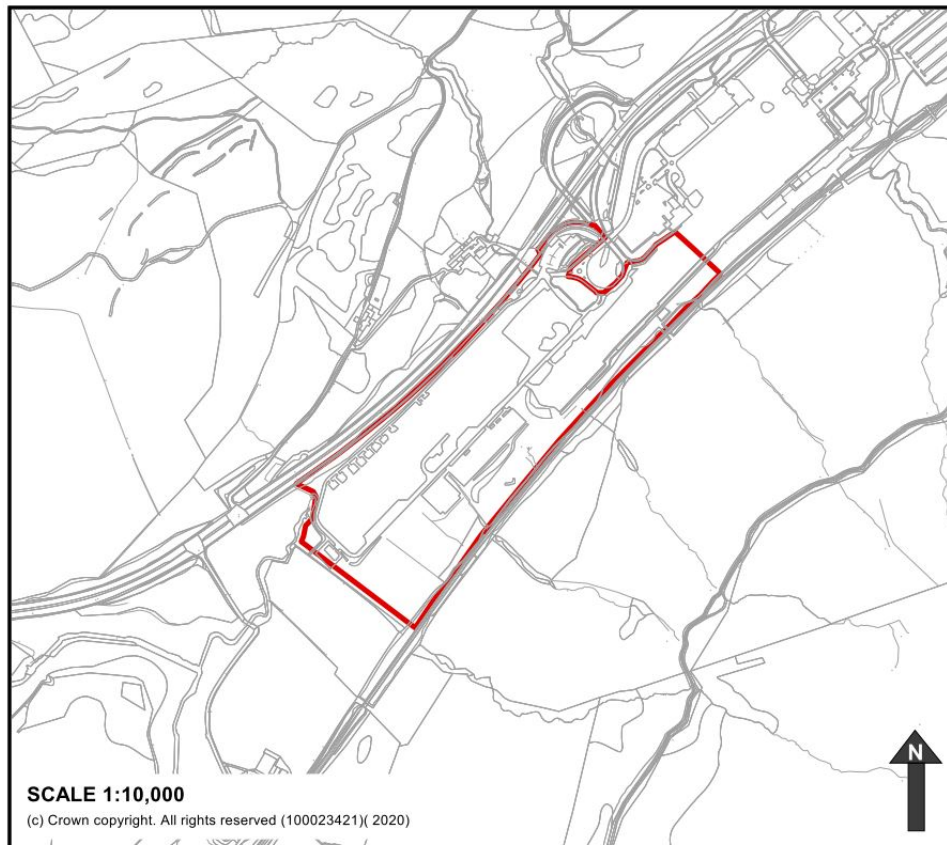 N
SCALE 1:10,000
(c) Crown copyright. All rights reserved (100023421)( 2020)